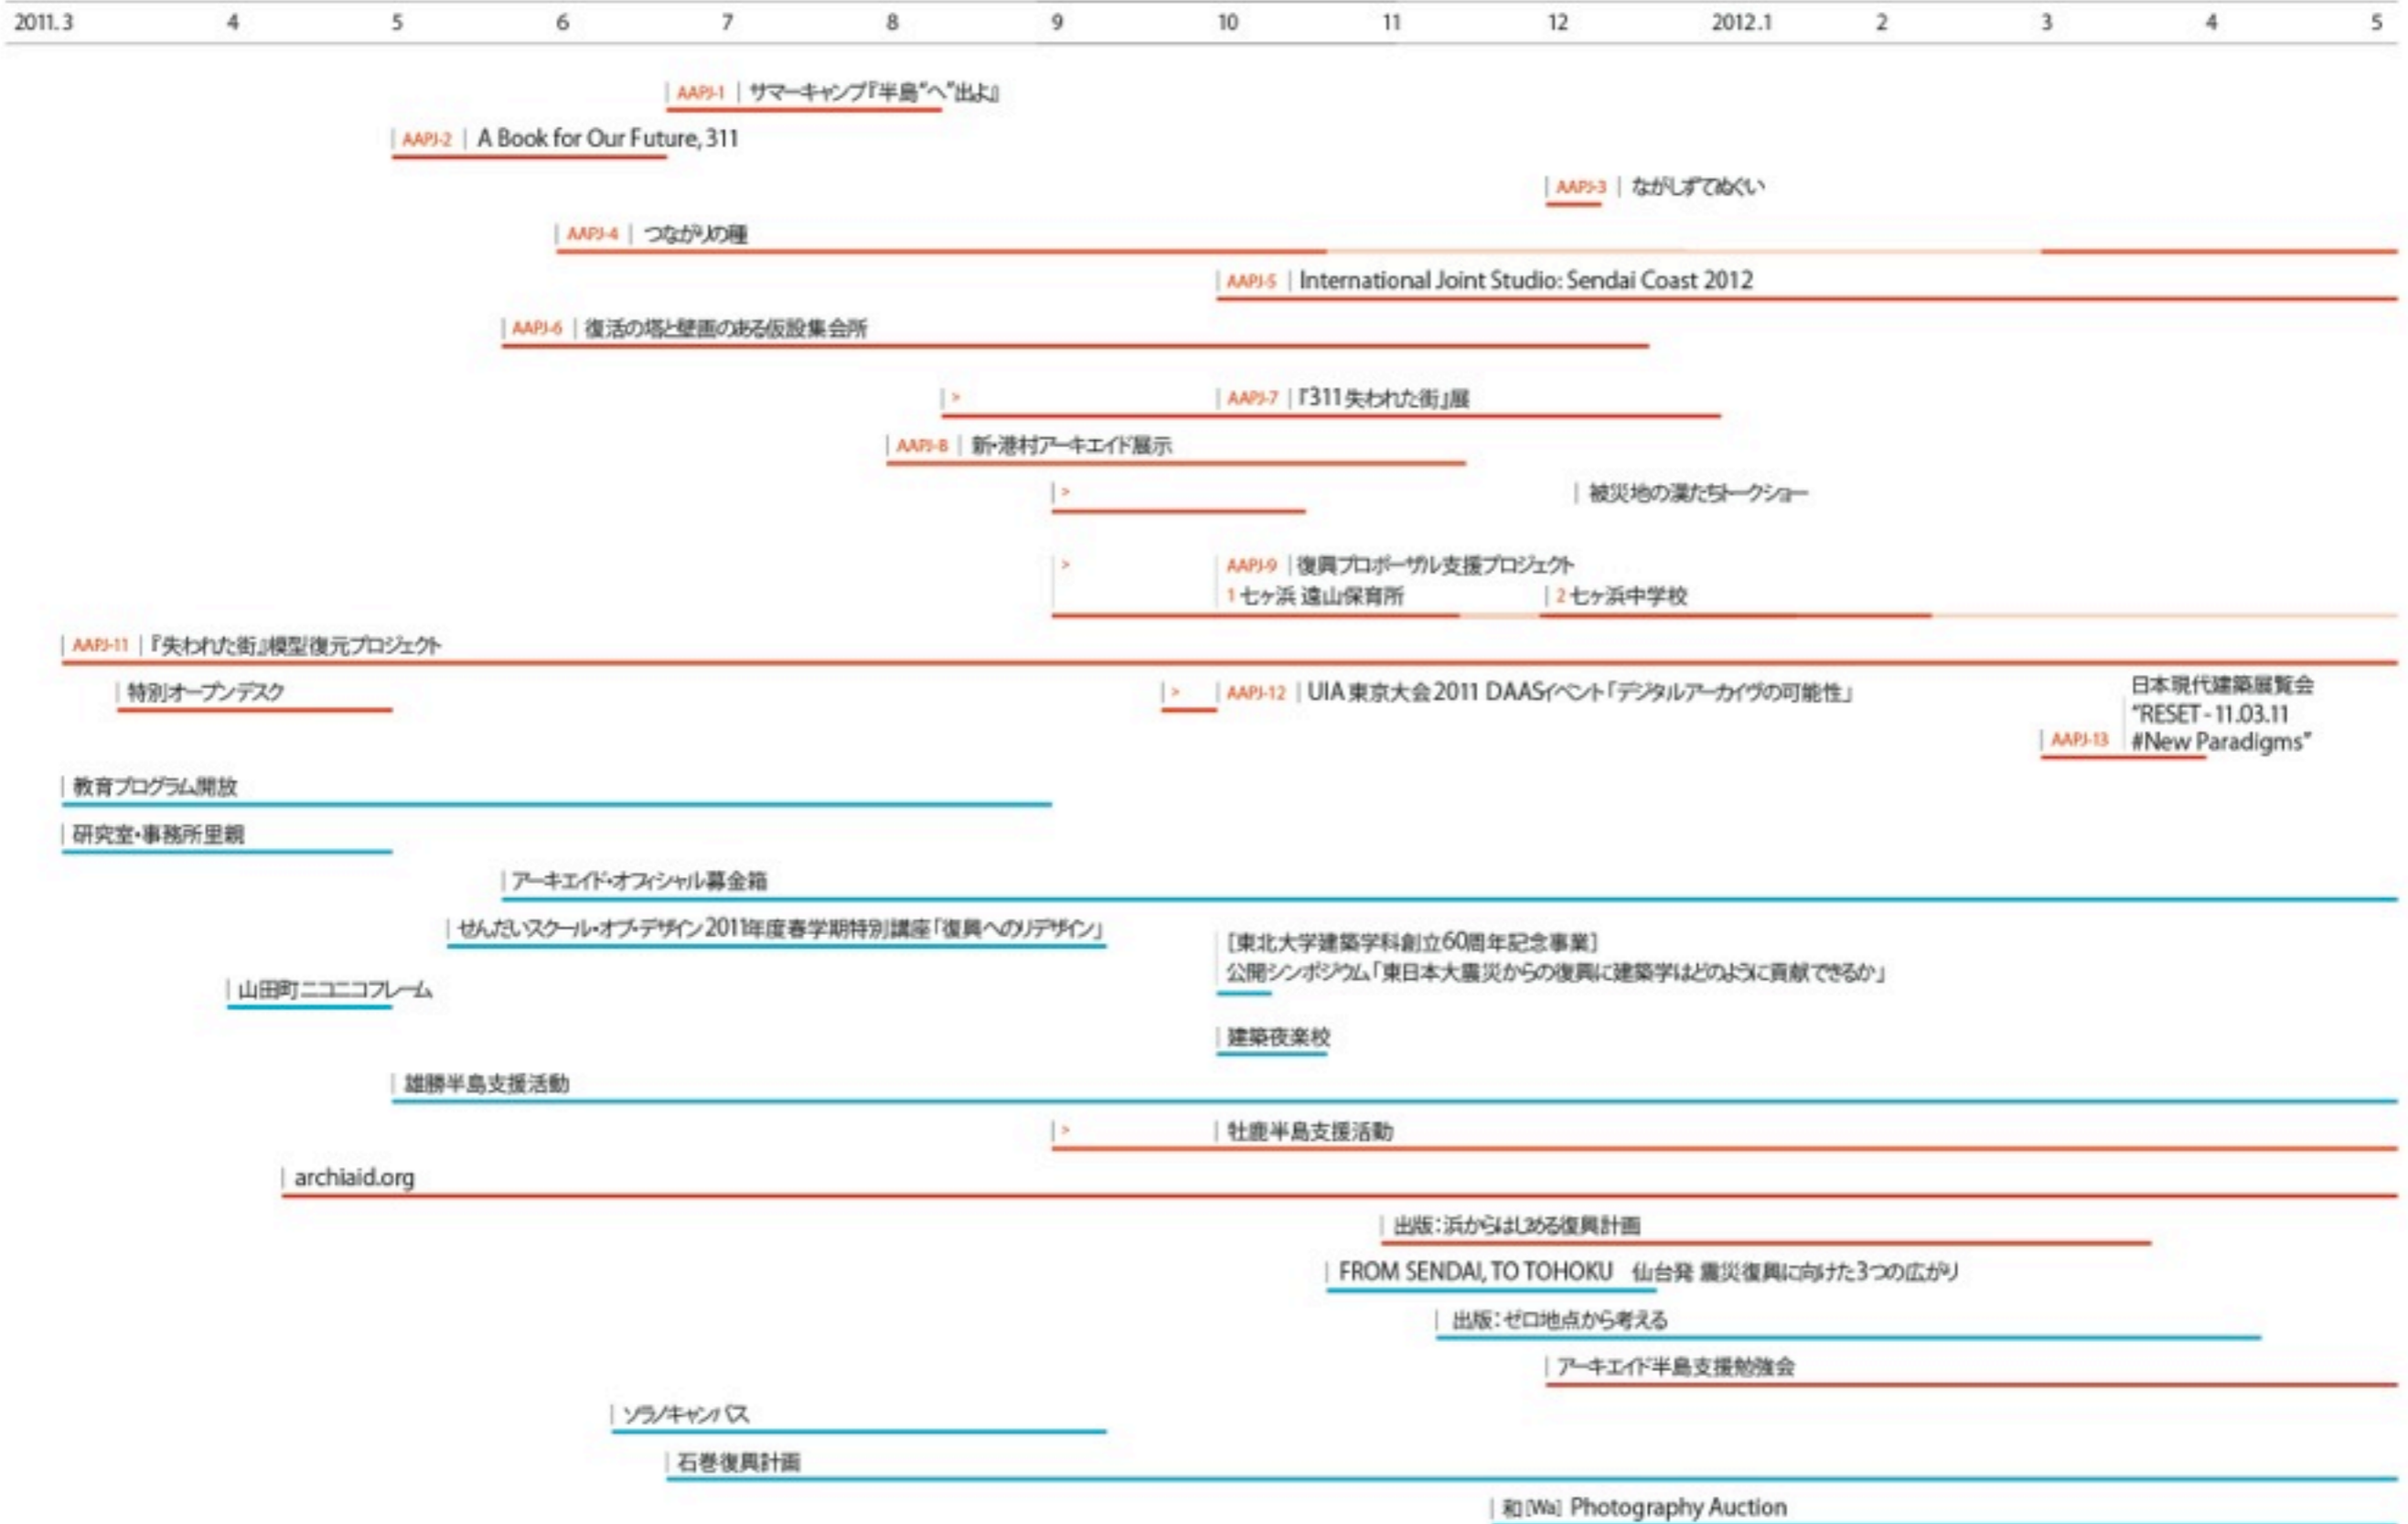 2011.3 4 5 6 7 8 9 10 11 12 2012.1 2 3 4 5
AAPJ-1 サマーキャンプ『半島“へ”出よ』
AAPJ-2 A Book for Our Future, 311
AAPJ-3 ながしずてぬぐい
AAPJ-4 つながりの種
AAPJ-5 International Joint Studio: Sendai Coast 2012
AAPJ-6 復活の塔と壁画のある仮設集会所
> AAPJ-7 『311失われた街』展
AAPJ-8 新・港村アーキエイド展示
> 被災地の漢たちトークショー
> AAPJ-9 復興プロポーザル支援プロジェクト
1 七ヶ浜 遠山保育所 2 七ヶ浜中学校
AAPJ-11 『失われた街』模型復元プロジェクト
特別オープンデスク > AAPJ-12 UIA東京大会2011 DAASイベント「デジタルアーカイヴの可能性」
日本現代建築展覧会
“RESET - 11.03.11
AAPJ-13 #New Paradigms”
教育プログラム開放
研究室・事務所里親
アーキエイド・オフィシャル募金箱
せんだいスクール・オブ・デザイン 2011年度春学期特別講座「復興へのリデザイン」
[東北大学建築学科創立60周年記念事業]
公開シンポジウム「東日本大震災からの復興に建築学はどのように貢献できるか」
山田町ニコニコフレーム
建築夜楽校
雄勝半島支援活動
> 牡鹿半島支援活動
archiaid.org
出版：浜からはじめる復興計画
FROM SENDAI, TO TOHOKU 仙台発 震災復興に向けた3つの広がり
出版：ゼロ地点から考える
アーキエイド半島支援勉強会
ソラノキャンバス
石巻復興計画
和 [Wa] Photography Auction